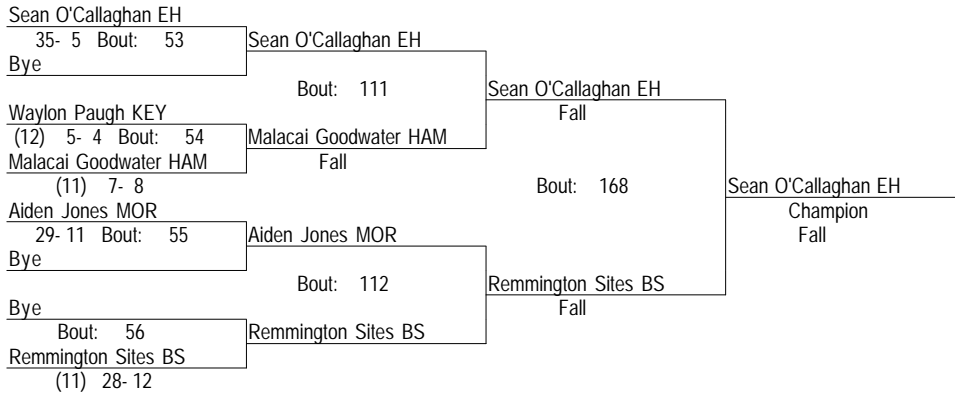 Sean O'Callaghan EH
35- 5 Bout: 53
Bye
Sean O'Callaghan EH
Bout: 111
Waylon Paugh KEY
(12) 5- 4 Bout: 54
Malacai Goodwater HAM
(11) 7- 8
Malacai Goodwater HAM
Fall
Sean O'Callaghan EH
Fall
Bout: 168
Aiden Jones MOR
29- 11 Bout: 55
Bye
Aiden Jones MOR
Bout: 112
Bye
Bout: 56
Remmington Sites BS
(11) 28- 12
Remmington Sites BS
Remmington Sites BS
Fall
Sean O'Callaghan EH
Champion
Fall